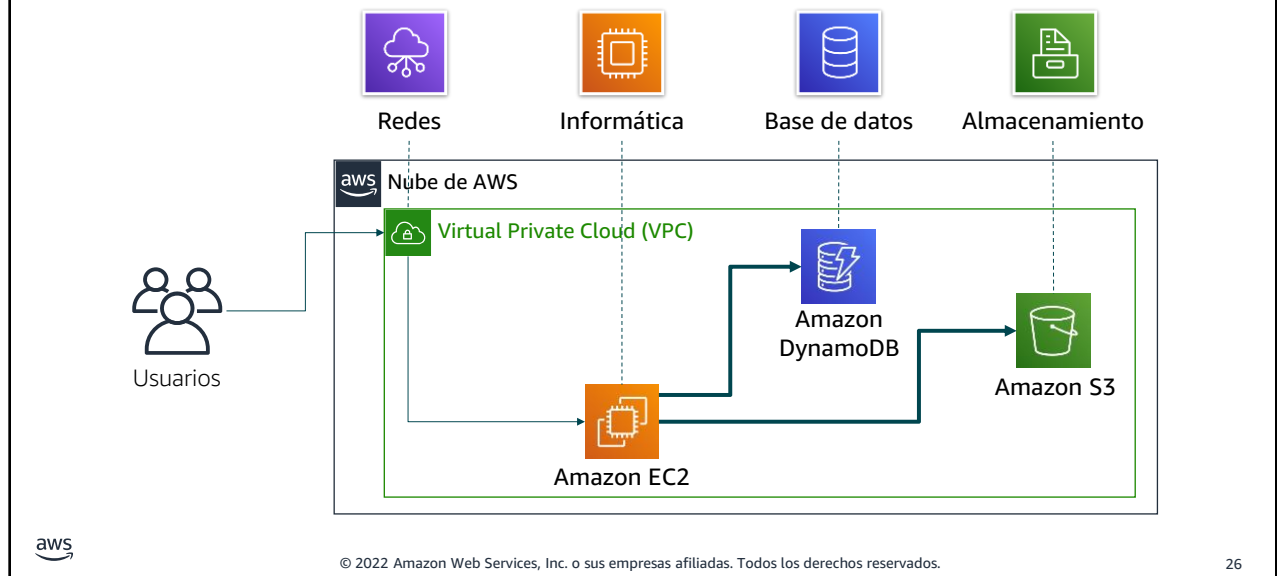 Redes
Informática
Base de datos
Almacenamiento
aws
Nube de AWS
Virtual Private Cloud (VPC)
Amazon
DynamoDB
Usuarios
Amazon S3
Amazon EC2
aws
© 2022 Amazon Web Services, Inc. o sus empresas afiliadas. Todos los derechos reservados.
26